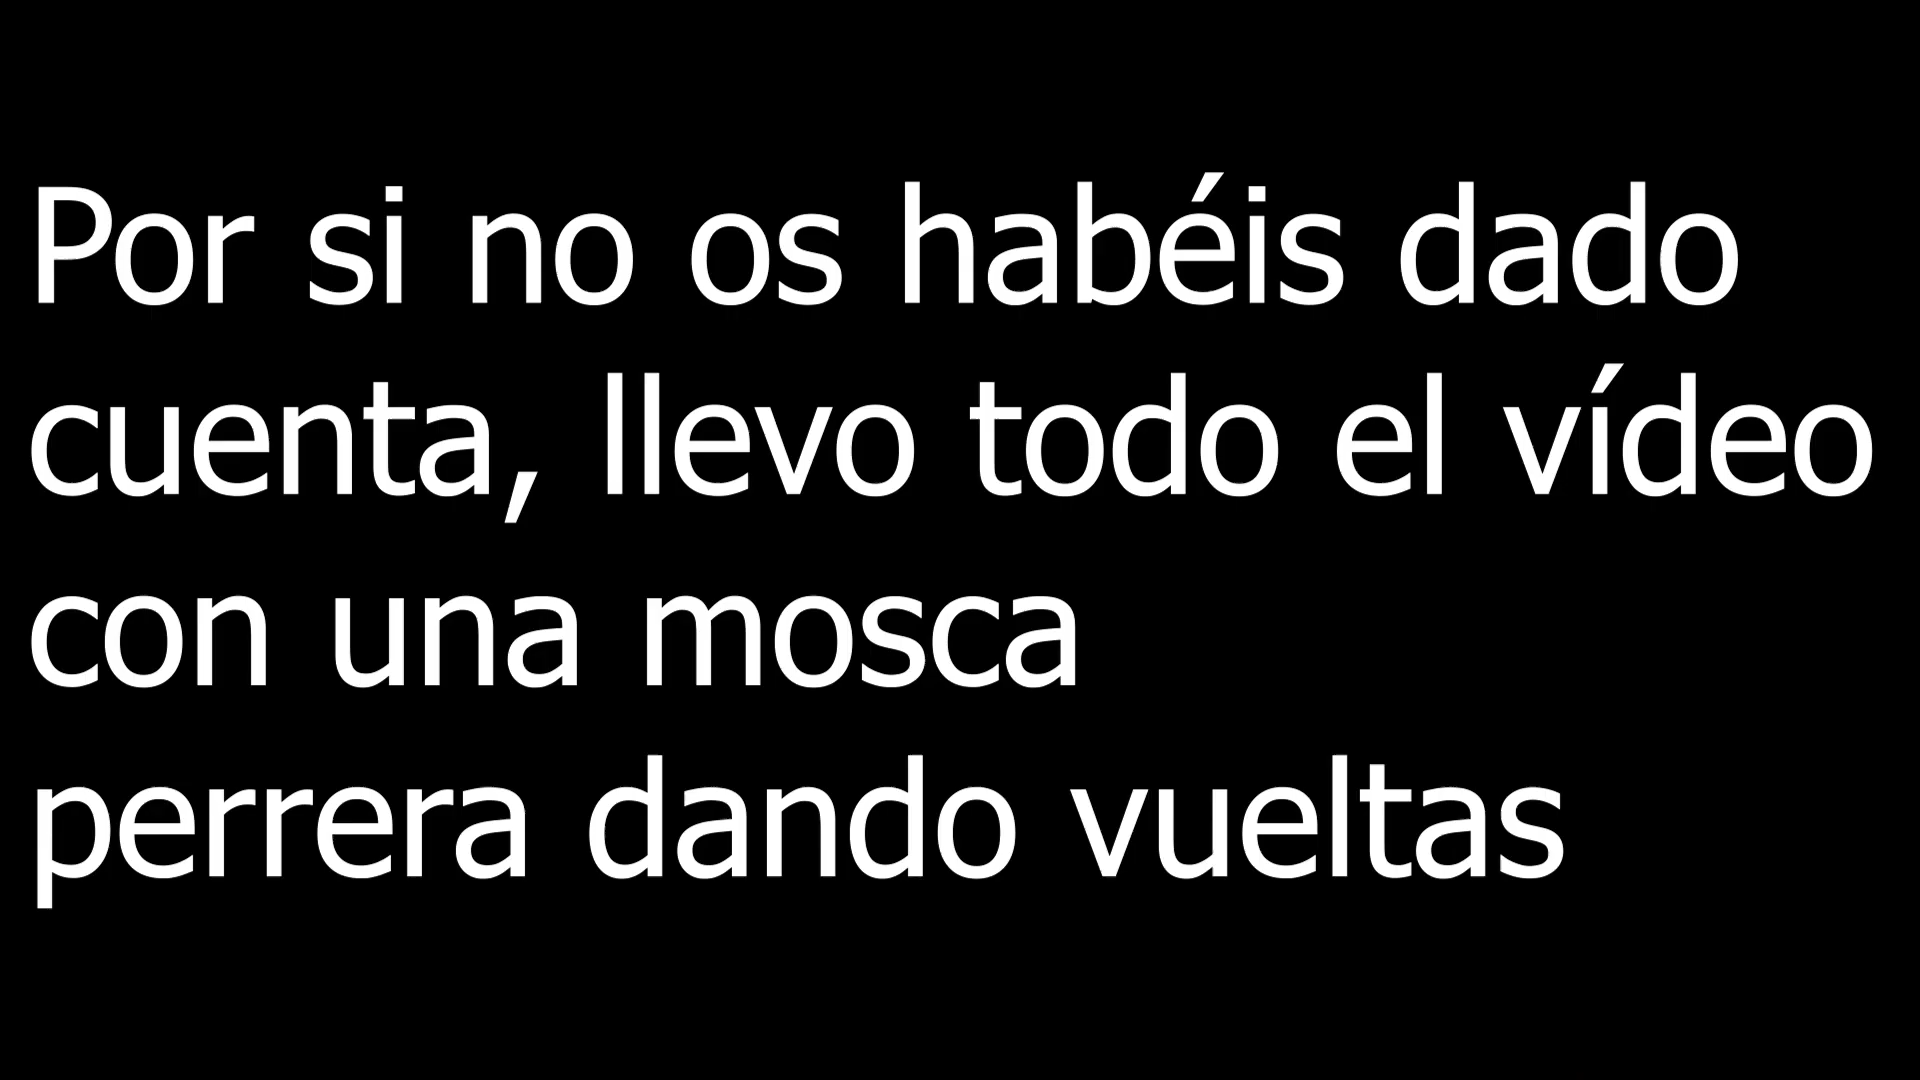 Por si no os habéis dado
cuenta, llevo todo el vídeo
con una mosca
perrera dando vueltas